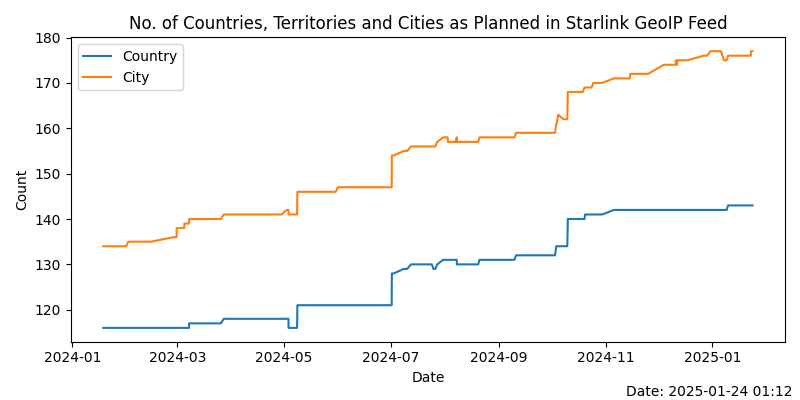 No. of Countries, Territories and Cities as Planned in Starlink GeoIP Feed
Country
City
180
170
160
150
140
130
120
Count
2024-01 2024-03 2024-05 2024-07 2024-09 2024-11 2025-01
Date
Date: 2025-01-24 01:12